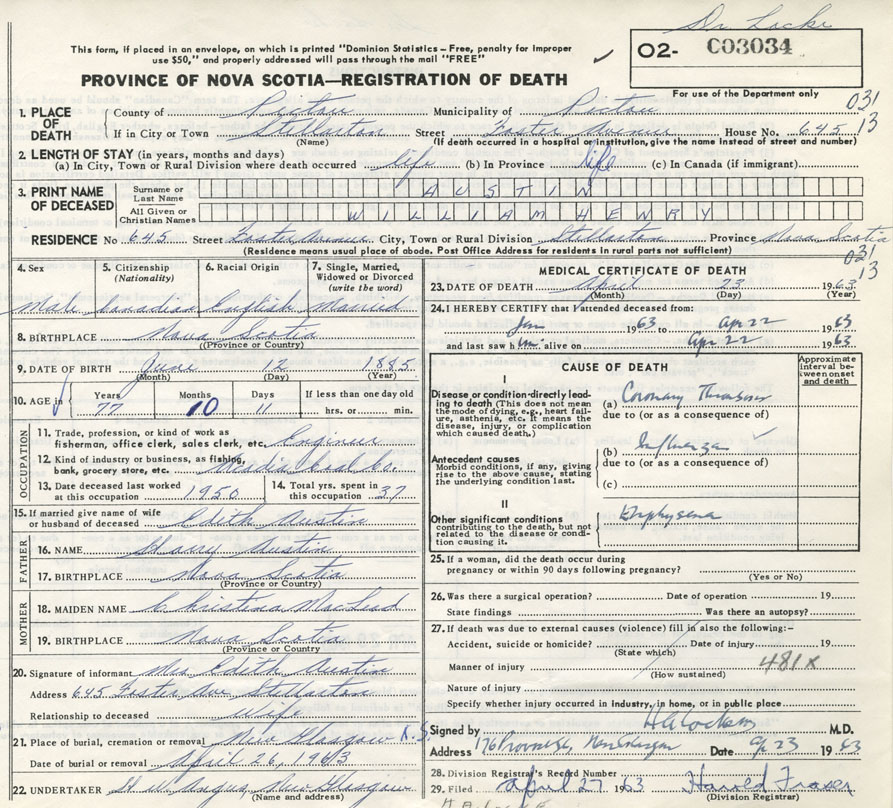 Dr. Locke
This form, if placed in an envelope, on which is printed "Dominion Statistics – Free, penalty for improper
use $50," and properly addressed will pass through the mail "FREE"
O2- C03034
PROVINCE OF NOVA SCOTIA—REGISTRATION OF DEATH
For use of the Department only
031
13
1. PLACE OF DEATH
County of Pictou Municipality of Pictou
If in City or Town Stellarton Street Foster Avenue House No. 645
(Name) (If death occurred in a hospital or institution, give the name instead of street and number)
2. LENGTH OF STAY (in years, months and days)
(a) In City, Town or Rural Division where death occurred life (b) In Province life (c) In Canada (if immigrant)
3. PRINT NAME OF DECEASED
Surname or Last Name AUSTIN
All Given or Christian Names WILLIAM HENRY
RESIDENCE No 645 Street Foster Avenue City, Town or Rural Division Stellarton Province Nova Scotia
(Residence means usual place of abode. Post Office Address for residents in rural parts not sufficient)
031
13
4. Sex 5. Citizenship (Nationality) 6. Racial Origin 7. Single, Married, Widowed or Divorced (write the word)
Male Canadian English Married
8. BIRTHPLACE Nova Scotia
(Province or Country)
9. DATE OF BIRTH June 12 1885
(Month) (Day) (Year)
10. AGE in Years 77 Months 10 Days 11 If less than one day old hrs. or min.
OCCUPATION
11. Trade, profession, or kind of work as fisherman, office clerk, sales clerk, etc. Engineer
12. Kind of industry or business, as fishing, bank, grocery store, etc. Acadia Coal Co.
13. Date deceased last worked at this occupation 1950 14. Total yrs. spent in this occupation 37
15. If married give name of wife or husband of deceased Edith Austin
FATHER
16. NAME Harry Austin
17. BIRTHPLACE Nova Scotia
(Province or Country)
MOTHER
18. MAIDEN NAME Christina MacLeod
19. BIRTHPLACE Nova Scotia
(Province or Country)
20. Signature of informant Mrs Edith Austin
Address 645 Foster Ave Stellarton
Relationship to deceased Wife
21. Place of burial, cremation or removal New Glasgow N.S.
Date of burial or removal April 26, 1963
22. UNDERTAKER Angus, New Glasgow
(Name and address)
MEDICAL CERTIFICATE OF DEATH
23. DATE OF DEATH April 23 1963
(Month) (Day) (Year)
24. I HEREBY CERTIFY that I attended deceased from:
Jan 1963 to Apr 22 1963
and last saw him alive on Apr 22 1963
CAUSE OF DEATH
Approximate interval between onset and death
I
Disease or condition directly leading to death (This does not mean the mode of dying, e.g., heart failure, asthenia, etc. It means the disease, injury, or complication which caused death.)
(a) Coronary Thrombosis
due to (or as a consequence of)
Antecedent causes
Morbid conditions, if any, giving rise to the above cause, stating the underlying condition last.
(b) Influenza
due to (or as a consequence of)
(c)
II
Other significant conditions contributing to the death, but not related to the disease or condition causing it.
Emphysema
25. If a woman, did the death occur during pregnancy or within 90 days following pregnancy?
(Yes or No)
26. Was there a surgical operation? Date of operation 19
State findings Was there an autopsy?
27. If death was due to external causes (violence) fill in also the following:–
Accident, suicide or homicide? Date of injury 19
(State which)
Manner of injury 481x
(How sustained)
Nature of injury
Specify whether injury occurred in Industry, in home, or in public place
Signed by M.D.
Address 176 Provost St, New Glasgow Date 23 1963
28. Division Registrar's Record Number
29. Filed April 27 1963 Harold Fraser
(Division Registrar)